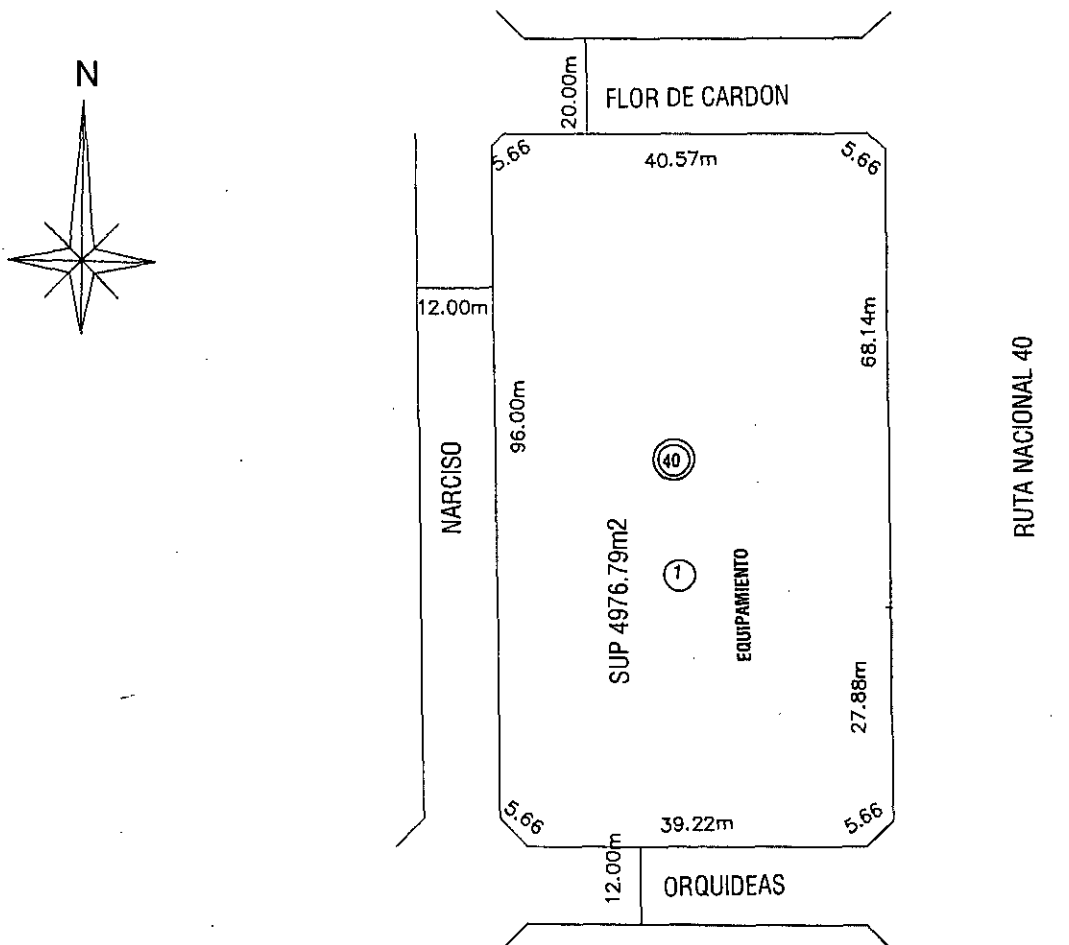 N
20.00m
FLOR DE CARDON
5.66
40.57m
5.66
12.00m
68.14m
96.00m
NARCISO
RUTA NACIONAL 40
40
SUP 4976.79m2
1
EQUIPAMIENTO
27.88m
5.66
39.22m
5.66
12.00m
ORQUIDEAS